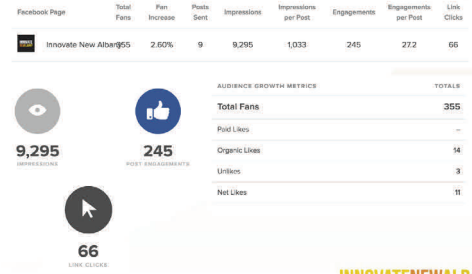 Facebook Page Total Fans Fan Increase Posts Sent Impressions Impressions per Post Engagements Engagements per Post Link Clicks
Innovate New Albany 355 2.60% 9 9,295 1,033 245 27.2 66
AUDIENCE GROWTH METRICS TOTALS
Total Fans 355
Paid Likes –
Organic Likes 14
Unlikes 3
Net Likes 11
9,295
IMPRESSIONS
245
POST ENGAGEMENTS
66
LINK CLICKS